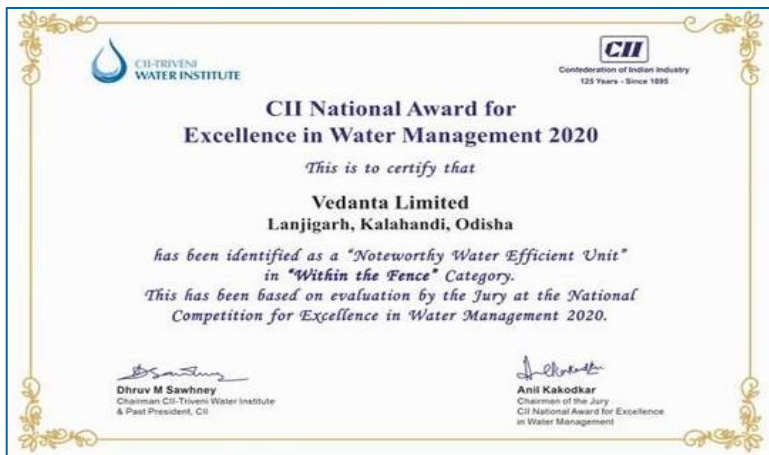 CII-TRIVENI
WATER INSTITUTE
CII
Confederation of Indian Industry
125 Years - Since 1895
CII National Award for
Excellence in Water Management 2020
This is to certify that
Vedanta Limited
Lanjigarh, Kalahandi, Odisha
has been identified as a "Noteworthy Water Efficient Unit"
in "Within the Fence" Category.
This has been based on evaluation by the Jury at the National
Competition for Excellence in Water Management 2020.
Dhruv M Sawhney
Chairman CII-Triveni Water Institute
& Past President, CII
Anil Kakodkar
Chairman of the Jury
CII National Award for Excellence
in Water Management